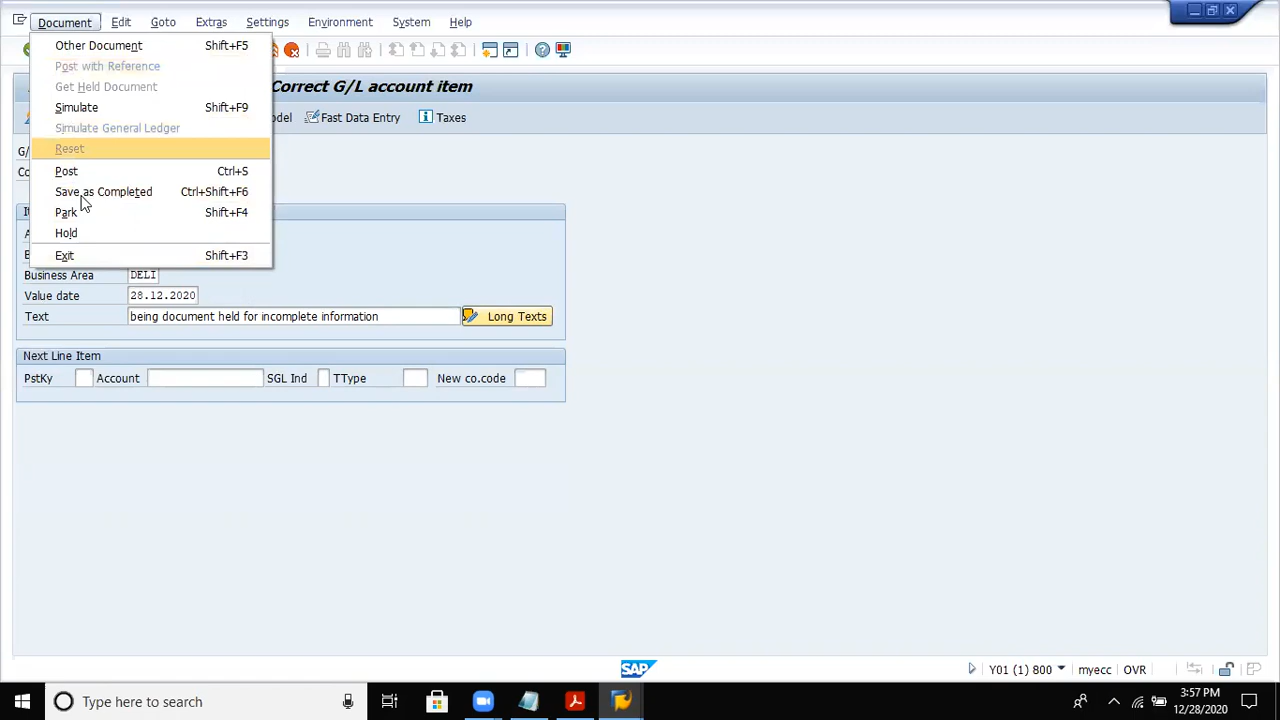 Document Edit Goto Extras Settings Environment System Help
Other Document Shift+F5
Post with Reference
Get Held Document
Simulate Shift+F9
Simulate General Ledger
Reset
Post Ctrl+S
Save as Completed Ctrl+Shift+F6
Park Shift+F4
Hold
Exit Shift+F3
Correct G/L account item
odel Fast Data Entry Taxes
G/
Co
Business Area DELI
Value date 28.12.2020
Text being document held for incomplete information Long Texts
Next Line Item
PstKy Account SGL Ind TType New co.code
SAP
Y01 (1) 800 myecc OVR
Type here to search
3:57 PM
12/28/2020